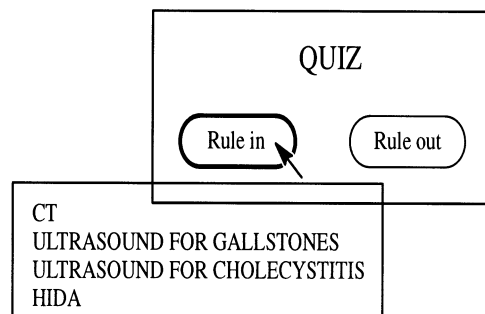 QUIZ
Rule in
Rule out
CT
ULTRASOUND FOR GALLSTONES
ULTRASOUND FOR CHOLECYSTITIS
HIDA